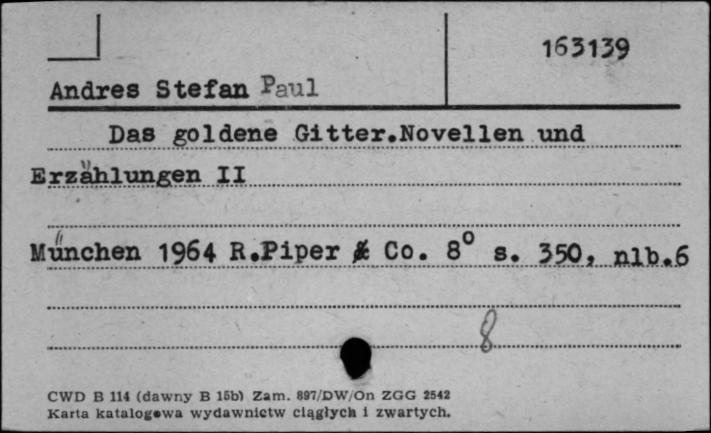 163139
Andres Stefan Paul
Das goldene Gitter.Novellen und
Erzählungen II
München 1964 R.Piper & Co. 8° s. 350, nlb.6
8
CWD B 114 (dawny B 15b) Zam. 897/DW/On ZGG 2542
Karta katalogowa wydawnictw ciągłych i zwartych.